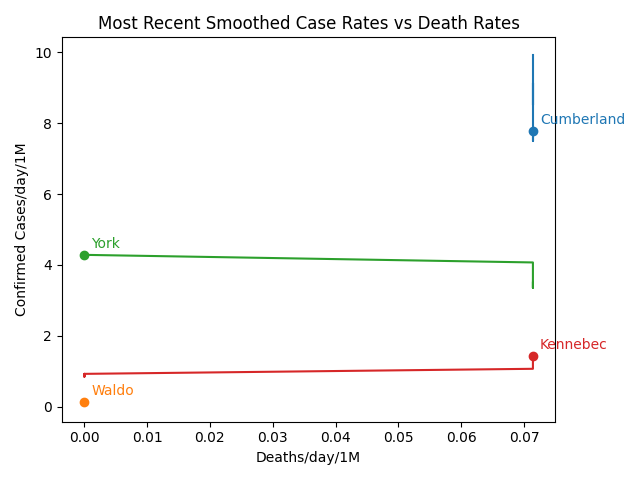 Most Recent Smoothed Case Rates vs Death Rates
Confirmed Cases/day/1M
10
8
6
4
2
0
Cumberland
York
Kennebec
Waldo
0.00 0.01 0.02 0.03 0.04 0.05 0.06 0.07
Deaths/day/1M